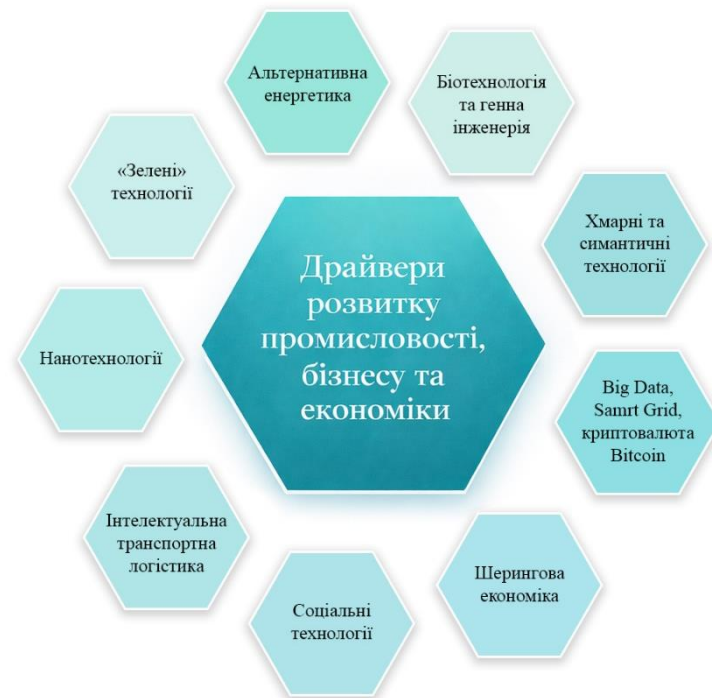 Альтернативна
енергетика
Біотехнологія
та генна
інженерія
«Зелені»
технології
Хмарні та
симантичні
технології
Драйвери
розвитку
промисловості,
бізнесу та
економіки
Нанотехнології
Big Data,
Samrt Grid,
криптовалюта
Bitcoin
Інтелектуальна
транспортна
логістика
Шерингова
економіка
Соціальні
технології